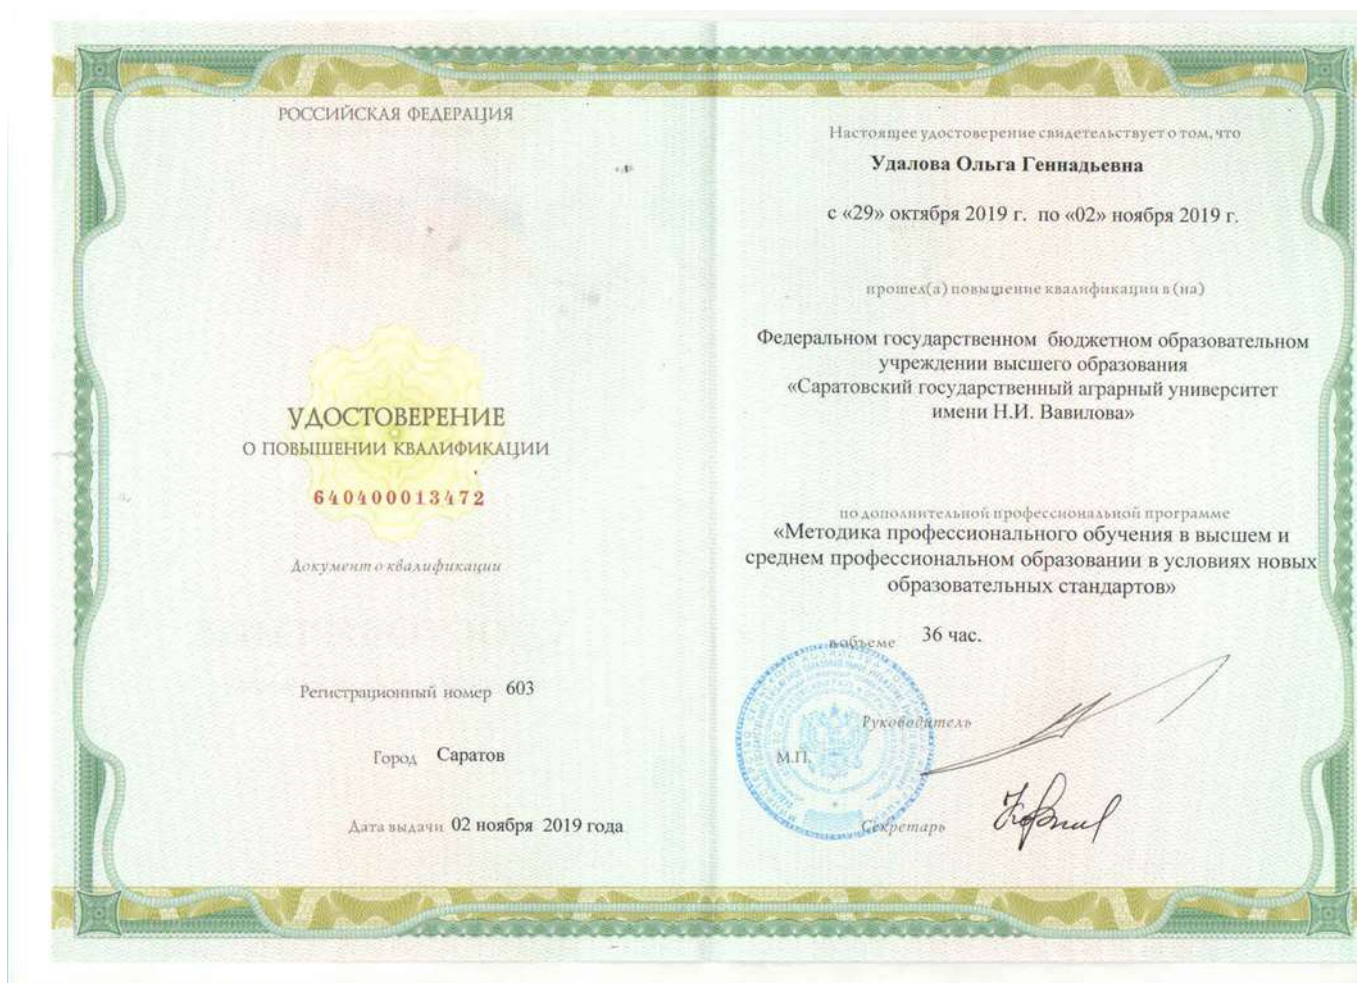 РОССИЙСКАЯ ФЕДЕРАЦИЯ
УДОСТОВЕРЕНИЕ
О ПОВЫШЕНИИ КВАЛИФИКАЦИИ
640400013472
Документ о квалификации
Регистрационный номер 603
Город Саратов
Дата выдачи 02 ноября 2019 года
Настоящее удостоверение свидетельствует о том, что
Удалова Ольга Геннадьевна
с «29» октября 2019 г. по «02» ноября 2019 г.
прошел(а) повышение квалификации в (на)
Федеральном государственном бюджетном образовательном
учреждении высшего образования
«Саратовский государственный аграрный университет
имени Н.И. Вавилова»
по дополнительной профессиональной программе
«Методика профессионального обучения в высшем и
среднем профессиональном образовании в условиях новых
образовательных стандартов»
в объеме 36 час.
Руководитель
М.П.
Секретарь